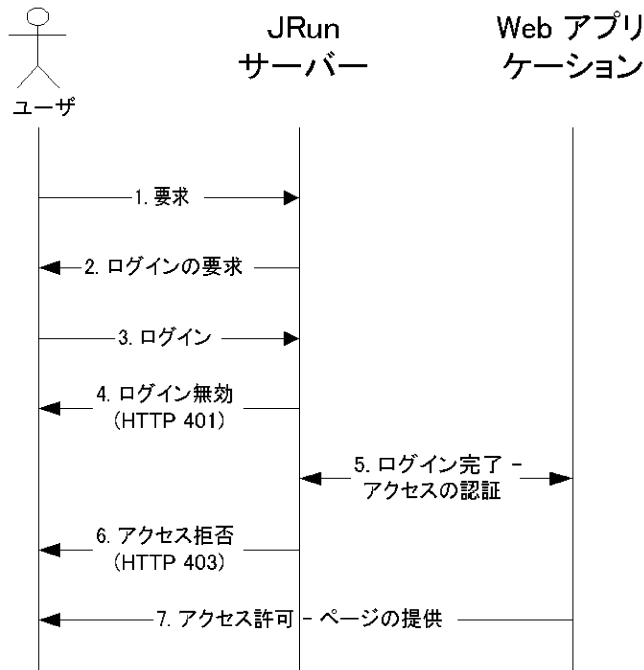 JRun
サーバー
Web アプリ
ケーション
ユーザ
1. 要求
2. ログインの要求
3. ログイン
4. ログイン無効
(HTTP 401)
5. ログイン完了 -
アクセスの認証
6. アクセス拒否
(HTTP 403)
7. アクセス許可 - ページの提供